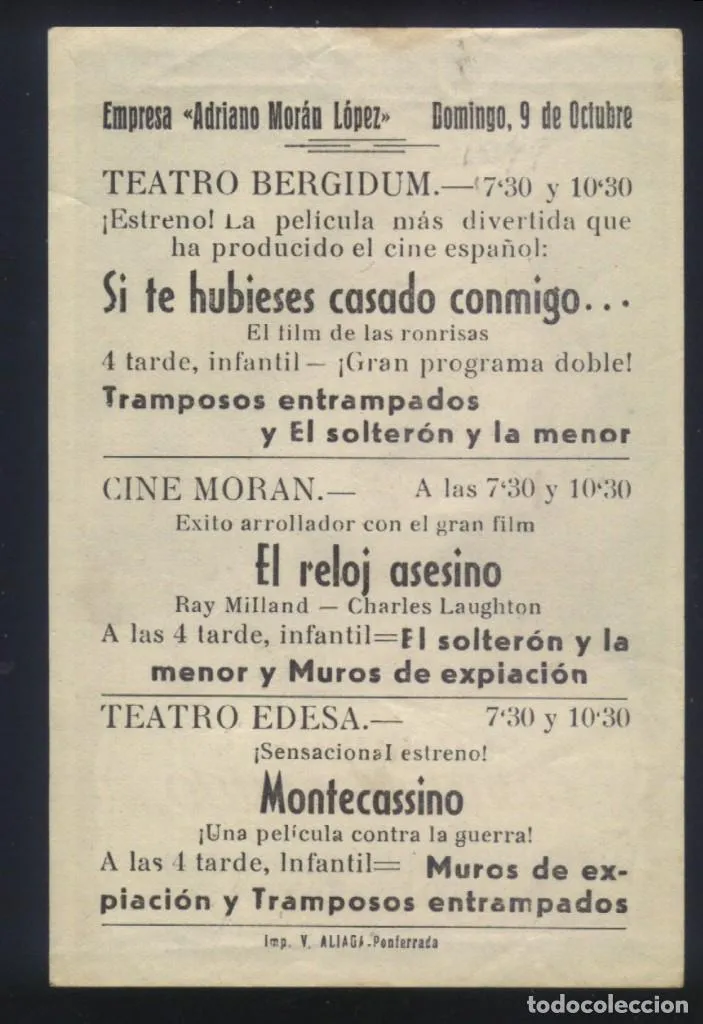 Empresa «Adriano Morán López» Domingo, 9 de Octubre
TEATRO BERGIDUM.—7'30 y 10'30
¡Estreno! La película más divertida que
ha producido el cine español:
Si te hubieses casado conmigo...
El film de las ronrisas
4 tarde, infantil — ¡Gran programa doble!
Tramposos entrampados
y El solterón y la menor
CINE MORAN.— A las 7'30 y 10'30
Exito arrollador con el gran film
El reloj asesino
Ray Milland — Charles Laughton
A las 4 tarde, infantil=El solterón y la
menor y Muros de expiación
TEATRO EDESA.— 7'30 y 10'30
¡Sensacional estreno!
Montecassino
¡Una película contra la guerra!
A las 4 tarde, Infantil= Muros de ex-
piación y Tramposos entrampados
Imp. V. ALIAGA-Ponferrada
todocoleccion